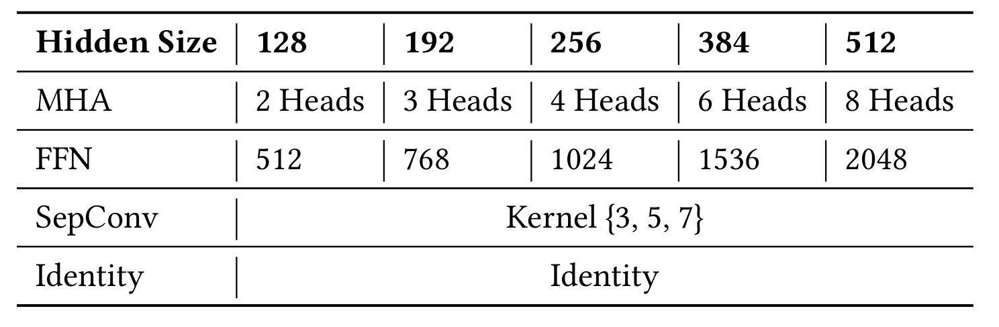 Hidden Size 128 192 256 384 512
MHA 2 Heads 3 Heads 4 Heads 6 Heads 8 Heads
FFN 512 768 1024 1536 2048
SepConv Kernel {3, 5, 7}
Identity Identity